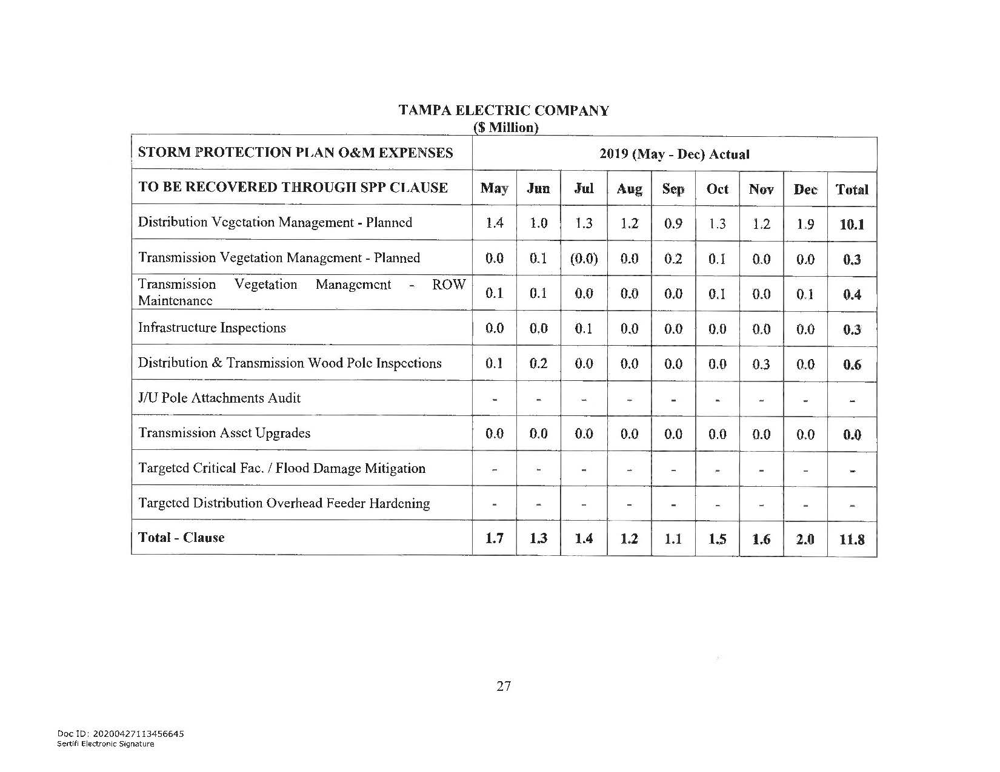 TAMPA ELECTRIC COMPANY
($ Million)
STORM PROTECTION PLAN O&M EXPENSES 2019 (May - Dec) Actual
TO BE RECOVERED THROUGH SPP CLAUSE May Jun Jul Aug Sep Oct Nov Dec Total
Distribution Vegetation Management - Planned 1.4 1.0 1.3 1.2 0.9 1.3 1.2 1.9 10.1
Transmission Vegetation Management - Planned 0.0 0.1 (0.0) 0.0 0.2 0.1 0.0 0.0 0.3
Transmission Vegetation Management - ROW
Maintenance 0.1 0.1 0.0 0.0 0.0 0.1 0.0 0.1 0.4
Infrastructure Inspections 0.0 0.0 0.1 0.0 0.0 0.0 0.0 0.0 0.3
Distribution & Transmission Wood Pole Inspections 0.1 0.2 0.0 0.0 0.0 0.0 0.3 0.0 0.6
J/U Pole Attachments Audit - - - - - - - - -
Transmission Asset Upgrades 0.0 0.0 0.0 0.0 0.0 0.0 0.0 0.0 0.0
Targeted Critical Fac. / Flood Damage Mitigation - - - - - - - - -
Targeted Distribution Overhead Feeder Hardening - - - - - - - - -
Total - Clause 1.7 1.3 1.4 1.2 1.1 1.5 1.6 2.0 11.8
27
Doc ID: 20200427113456645
Sertifi Electronic Signature